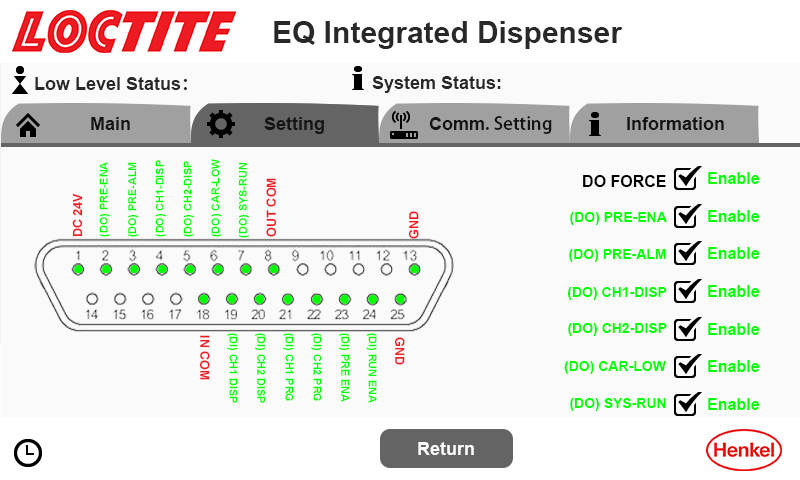 LOCTITE EQ Integrated Dispenser
Low Level Status: System Status:
Main Setting Comm. Setting Information
DC 24V
(DO) PRE-ENA
(DO) PRE-ALM
(DO) CH1-DISP
(DO) CH2-DISP
(DO) CAR-LOW
(DO) SYS-RUN
OUT COM
GND
1 2 3 4 5 6 7 8 9 10 11 12 13
14 15 16 17 18 19 20 21 22 23 24 25
IN COM
(DI) CH1 DISP
(DI) CH2 DISP
(DI) CH1 PRG
(DI) CH2 PRG
(DI) PRE ENA
(DI) RUN ENA
GND
DO FORCE Enable
(DO) PRE-ENA Enable
(DO) PRE-ALM Enable
(DO) CH1-DISP Enable
(DO) CH2-DISP Enable
(DO) CAR-LOW Enable
(DO) SYS-RUN Enable
Return
Henkel